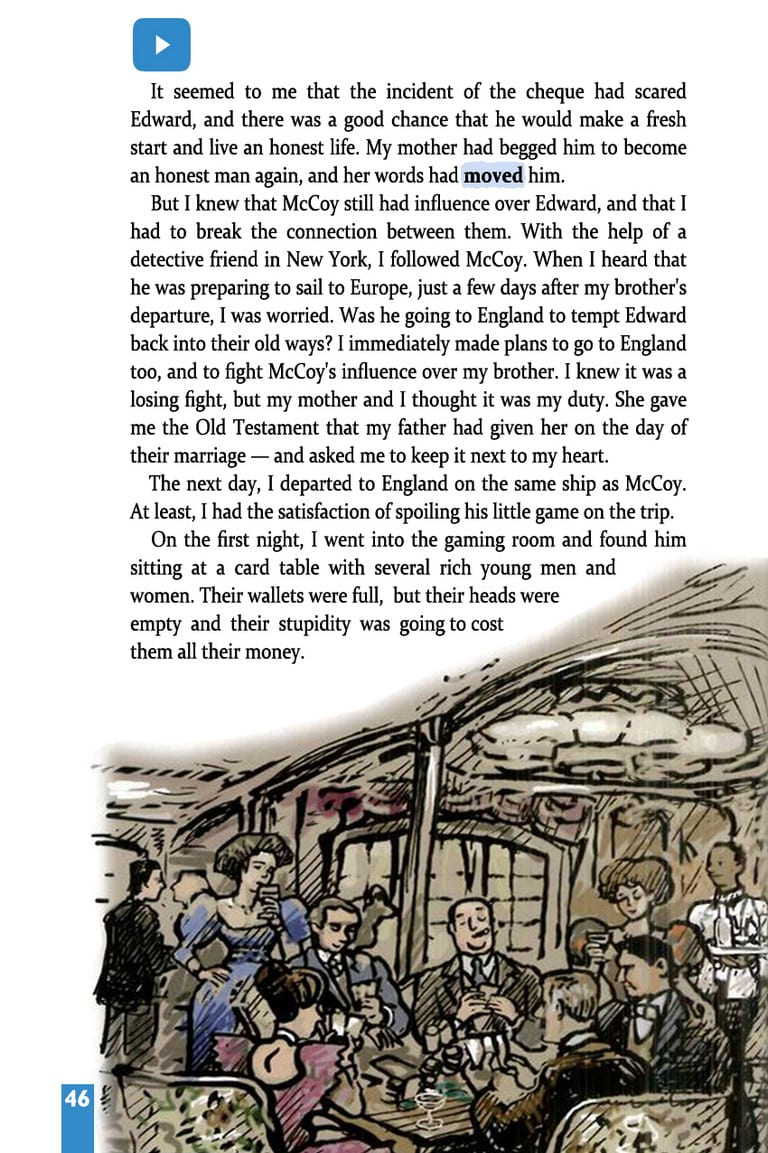 It seemed to me that the incident of the cheque had scared
Edward, and there was a good chance that he would make a fresh
start and live an honest life. My mother had begged him to become
an honest man again, and her words had moved him.
But I knew that McCoy still had influence over Edward, and that I
had to break the connection between them. With the help of a
detective friend in New York, I followed McCoy. When I heard that
he was preparing to sail to Europe, just a few days after my brother's
departure, I was worried. Was he going to England to tempt Edward
back into their old ways? I immediately made plans to go to England
too, and to fight McCoy's influence over my brother. I knew it was a
losing fight, but my mother and I thought it was my duty. She gave
me the Old Testament that my father had given her on the day of
their marriage — and asked me to keep it next to my heart.
The next day, I departed to England on the same ship as McCoy.
At least, I had the satisfaction of spoiling his little game on the trip.
On the first night, I went into the gaming room and found him
sitting at a card table with several rich young men and
women. Their wallets were full, but their heads were
empty and their stupidity was going to cost
them all their money.
46